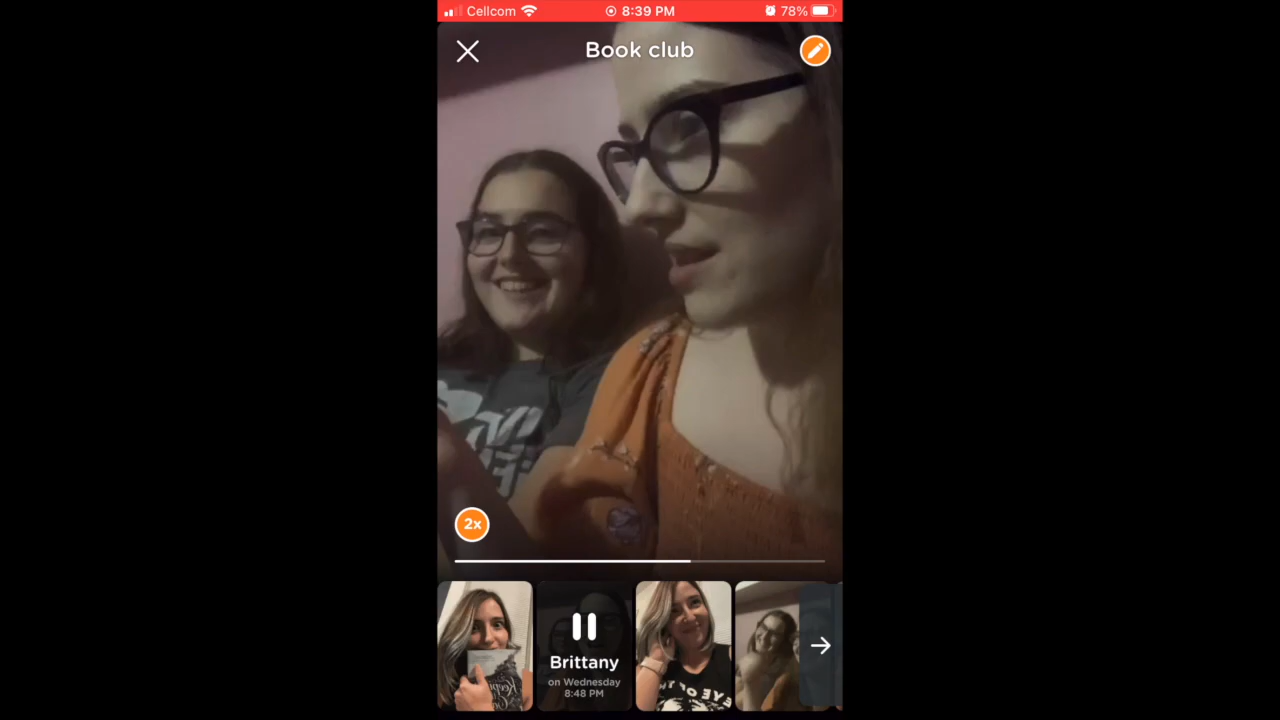 Cellcom 8:39 PM 78%
Book club
2x
Brittany
on Wednesday
8:48 PM